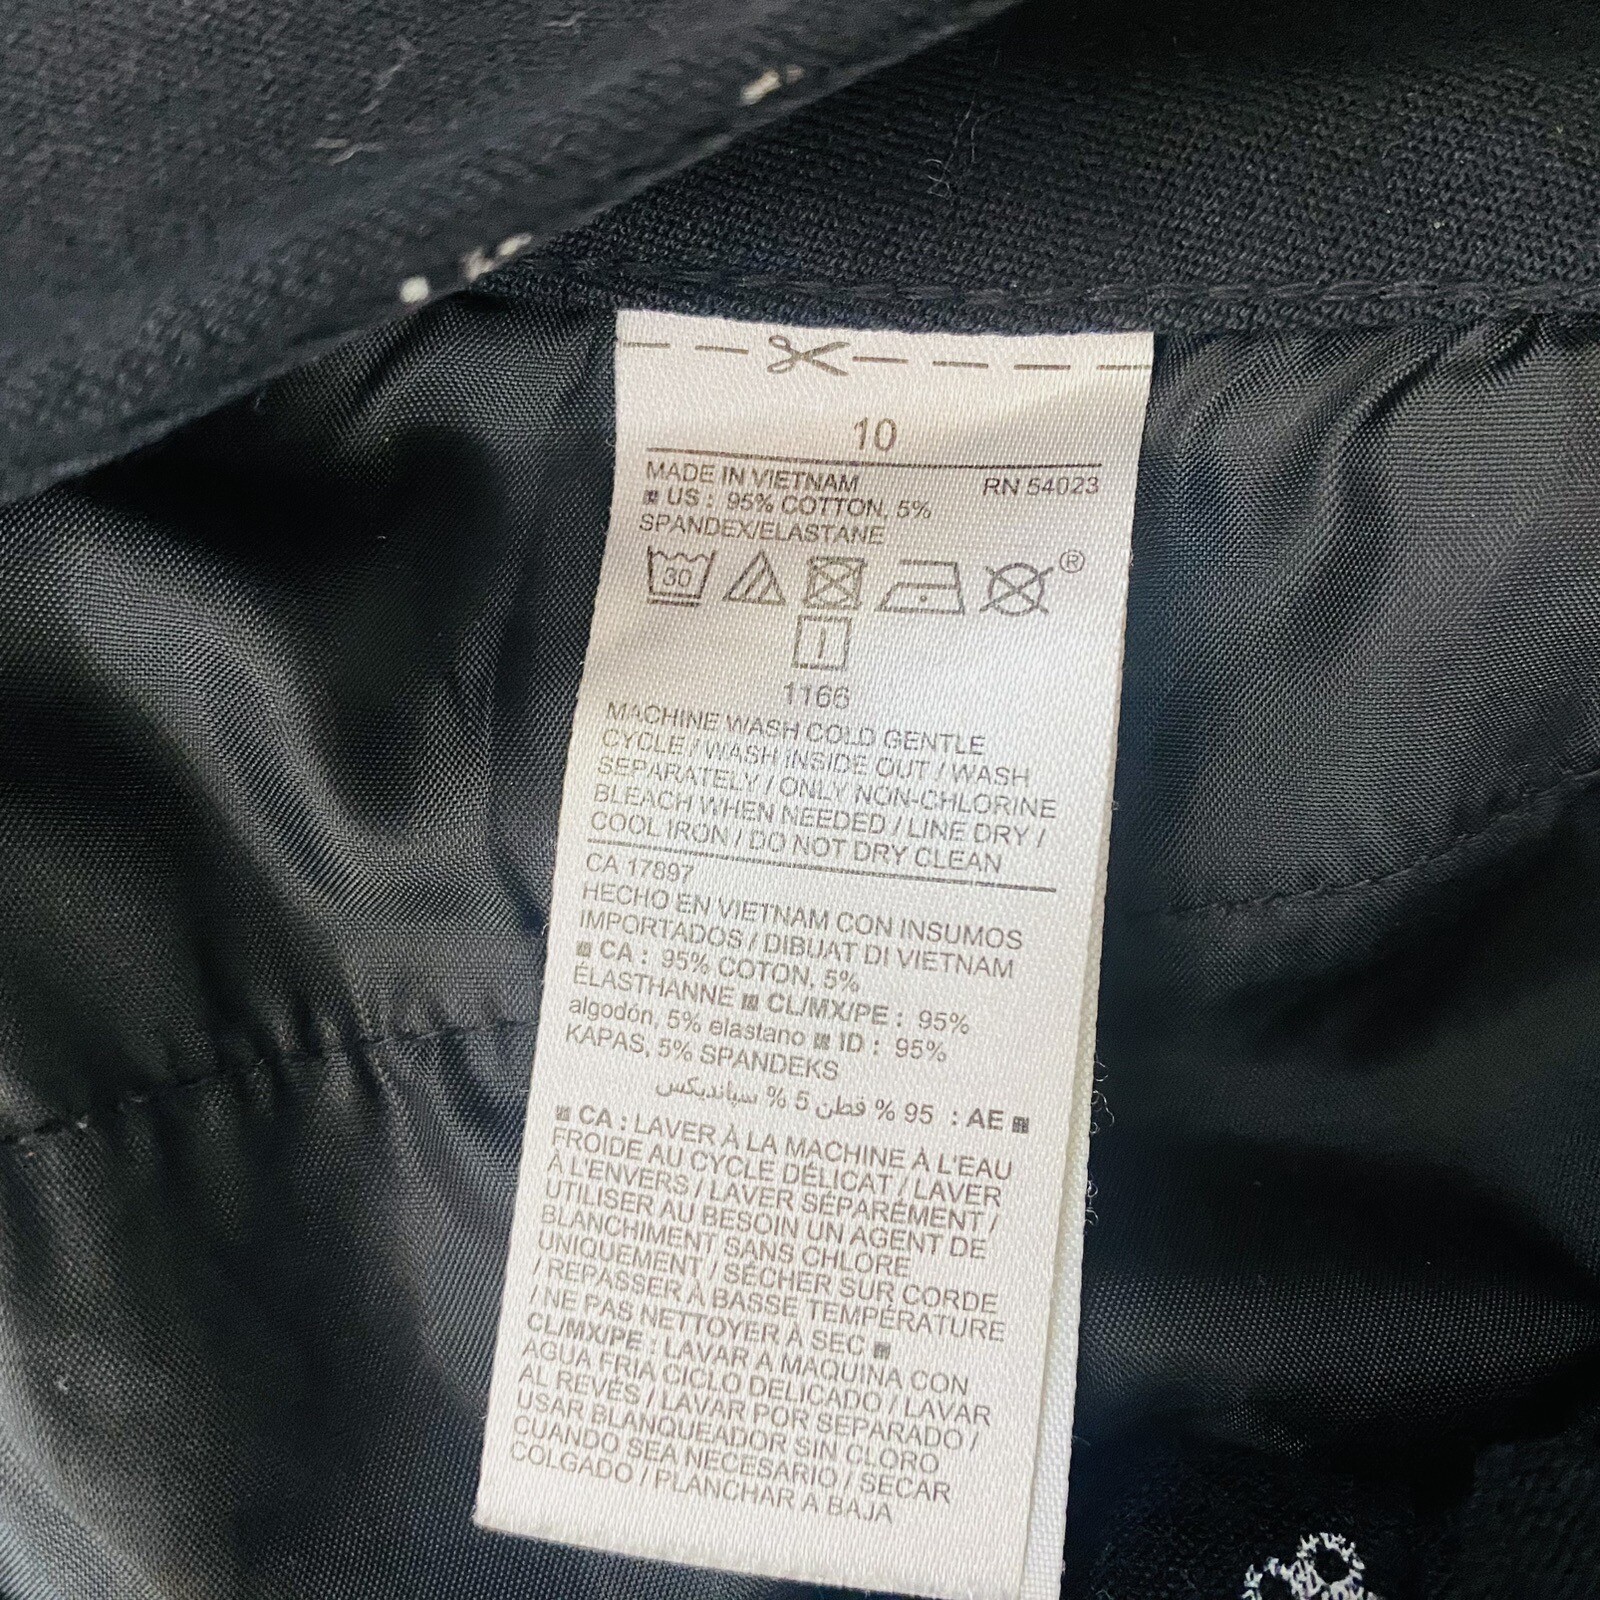 10
MADE IN VIETNAM RN 54023
US : 95% COTTON, 5%
SPANDEX/ELASTANE
30 ®
1166
MACHINE WASH COLD GENTLE
CYCLE / WASH INSIDE OUT / WASH
SEPARATELY / ONLY NON-CHLORINE
BLEACH WHEN NEEDED / LINE DRY /
COOL IRON / DO NOT DRY CLEAN
CA 17897
HECHO EN VIETNAM CON INSUMOS
IMPORTADOS / DIBUAT DI VIETNAM
CA : 95% COTON, 5%
ÉLASTHANNE CL/MX/PE : 95%
algodón, 5% elastano ID : 95%
KAPAS, 5% SPANDEKS
AE : 95 % قطن 5 % سباندیكس
CA : LAVER À LA MACHINE À L'EAU
FROIDE AU CYCLE DÉLICAT / LAVER
À L'ENVERS / LAVER SÉPARÉMENT /
UTILISER AU BESOIN UN AGENT DE
BLANCHIMENT SANS CHLORE
UNIQUEMENT / SÉCHER SUR CORDE
/ REPASSER À BASSE TEMPÉRATURE
/ NE PAS NETTOYER À SEC
CL/MX/PE : LAVAR A MAQUINA CON
AGUA FRIA CICLO DELICADO / LAVAR
AL REVÉS / LAVAR POR SEPARADO /
USAR BLANQUEADOR SIN CLORO
CUANDO SEA NECESARIO / SECAR
COLGADO / PLANCHAR A BAJA